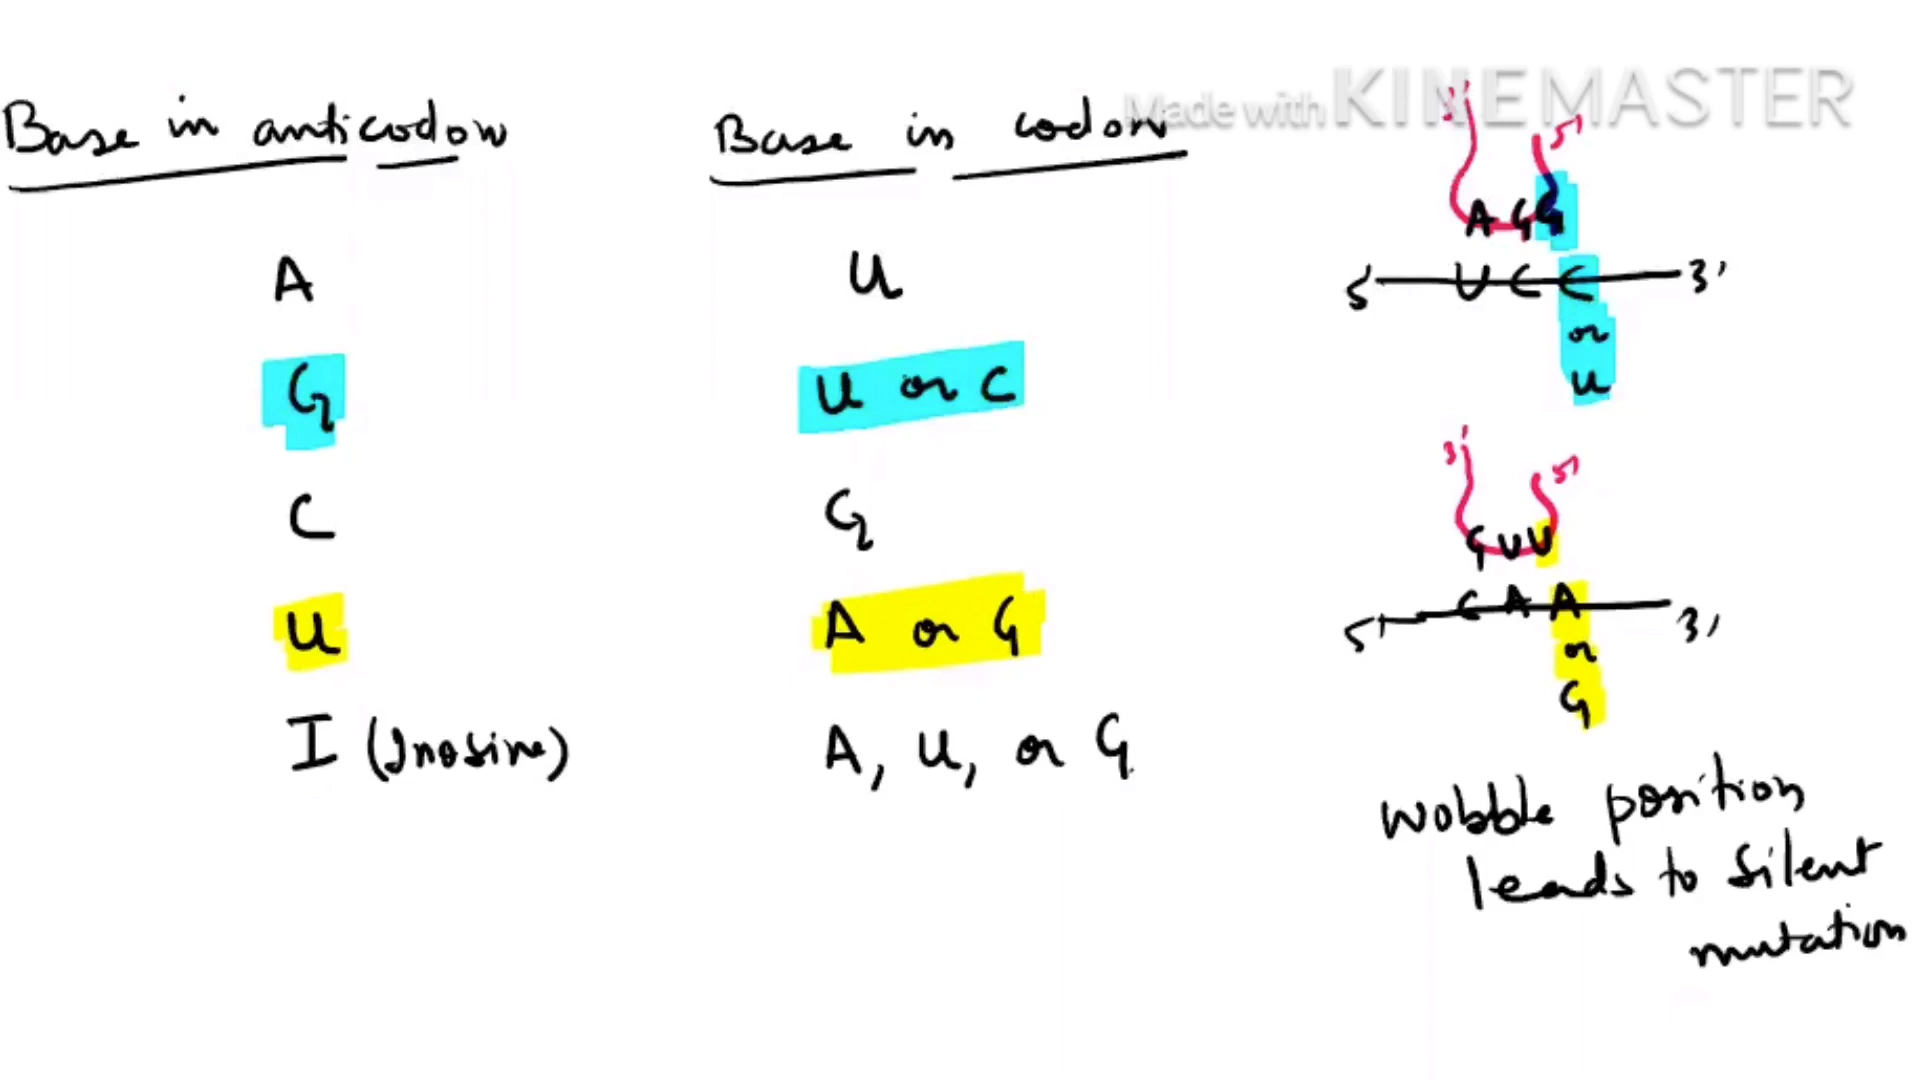 Made with KINEMASTER
Base in anticodon
Base in codon
A
U
G
U or C
C
G
U
A or G
I (Inosine)
A, U, or G
3' 5'
A G G
5' U C C 3'
or
U
3' 5'
G U U
5' C A A 3'
or
G
Wobble position
leads to silent
mutation